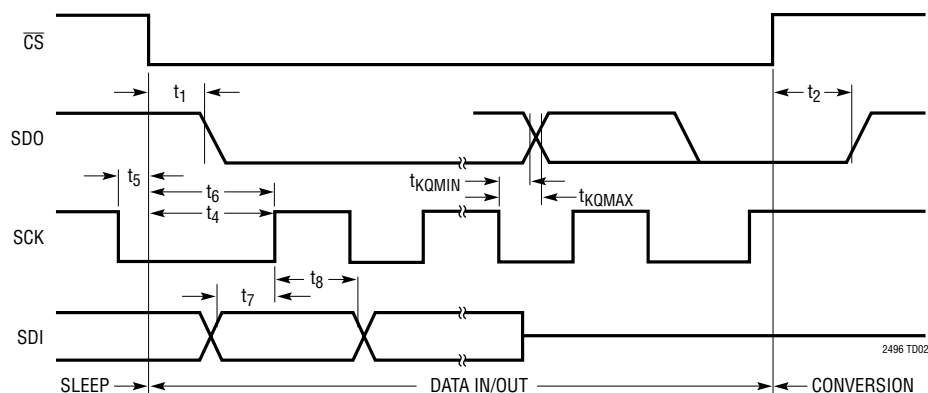 CS
t1
t2
SDO
t5
t6
tKQMIN
t4
tKQMAX
SCK
t8
t7
SDI
2496 TD02
SLEEP
DATA IN/OUT
CONVERSION